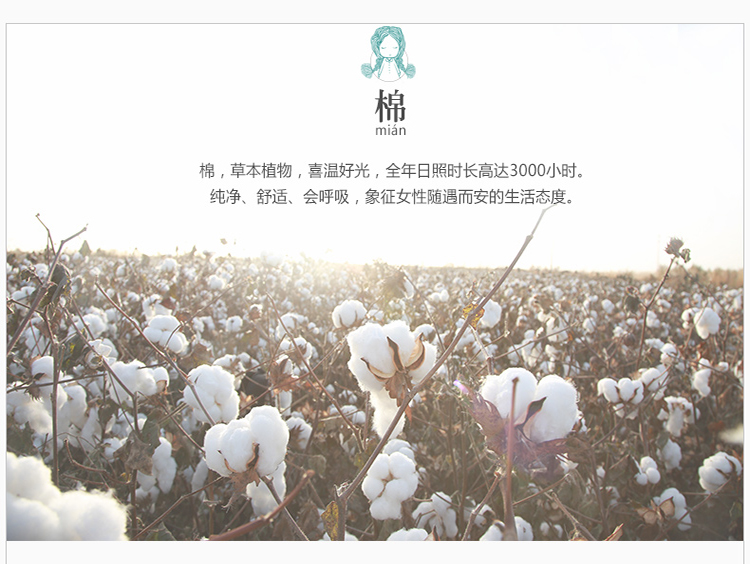 棉
mián
棉，草本植物，喜温好光，全年日照时长高达3000小时。
纯净、舒适、会呼吸，象征女性随遇而安的生活态度。